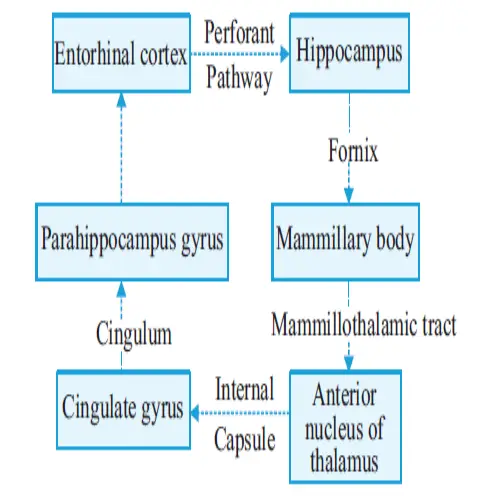 Entorhinal cortex
Perforant
Pathway
Hippocampus
Fornix
Parahippocampus gyrus
Mammillary body
Cingulum
Mammillothalamic tract
Cingulate gyrus
Internal
Capsule
Anterior
nucleus of
thalamus